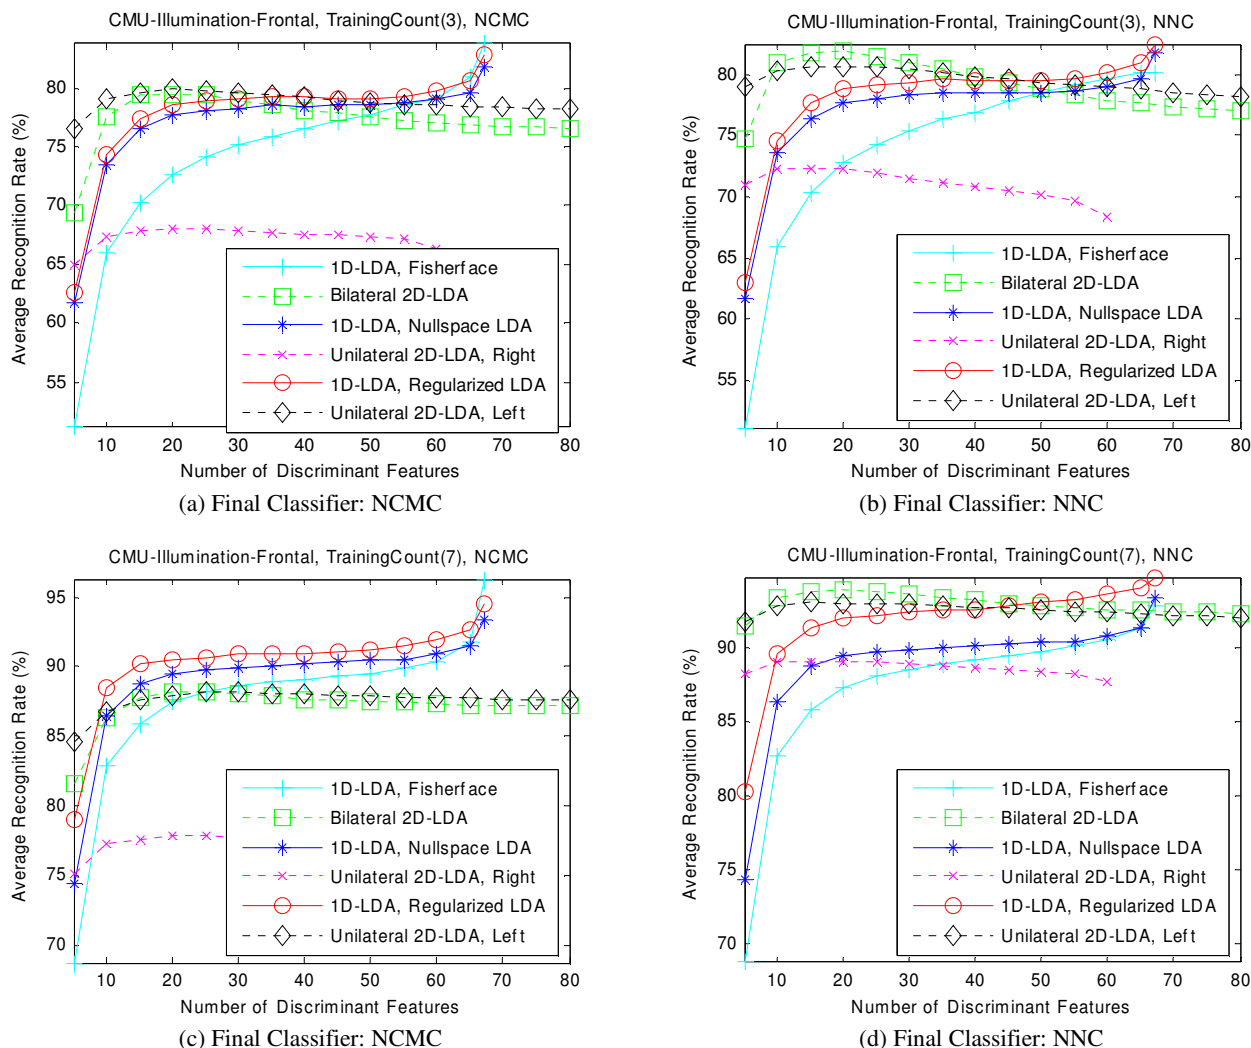 CMU-Illumination-Frontal, TrainingCount(3), NCMC
Average Recognition Rate (%)
80
75
70
65
60
55
10 20 30 40 50 60 70 80
Number of Discriminant Features
1D-LDA, Fisherface
Bilateral 2D-LDA
1D-LDA, Nullspace LDA
Unilateral 2D-LDA, Right
1D-LDA, Regularized LDA
Unilateral 2D-LDA, Left
(a) Final Classifier: NCMC
CMU-Illumination-Frontal, TrainingCount(3), NNC
Average Recognition Rate (%)
80
75
70
65
60
55
10 20 30 40 50 60 70 80
Number of Discriminant Features
1D-LDA, Fisherface
Bilateral 2D-LDA
1D-LDA, Nullspace LDA
Unilateral 2D-LDA, Right
1D-LDA, Regularized LDA
Unilateral 2D-LDA, Left
(b) Final Classifier: NNC
CMU-Illumination-Frontal, TrainingCount(7), NCMC
Average Recognition Rate (%)
95
90
85
80
75
70
10 20 30 40 50 60 70 80
Number of Discriminant Features
1D-LDA, Fisherface
Bilateral 2D-LDA
1D-LDA, Nullspace LDA
Unilateral 2D-LDA, Right
1D-LDA, Regularized LDA
Unilateral 2D-LDA, Left
(c) Final Classifier: NCMC
CMU-Illumination-Frontal, TrainingCount(7), NNC
Average Recognition Rate (%)
90
85
80
75
70
10 20 30 40 50 60 70 80
Number of Discriminant Features
1D-LDA, Fisherface
Bilateral 2D-LDA
1D-LDA, Nullspace LDA
Unilateral 2D-LDA, Right
1D-LDA, Regularized LDA
Unilateral 2D-LDA, Left
(d) Final Classifier: NNC